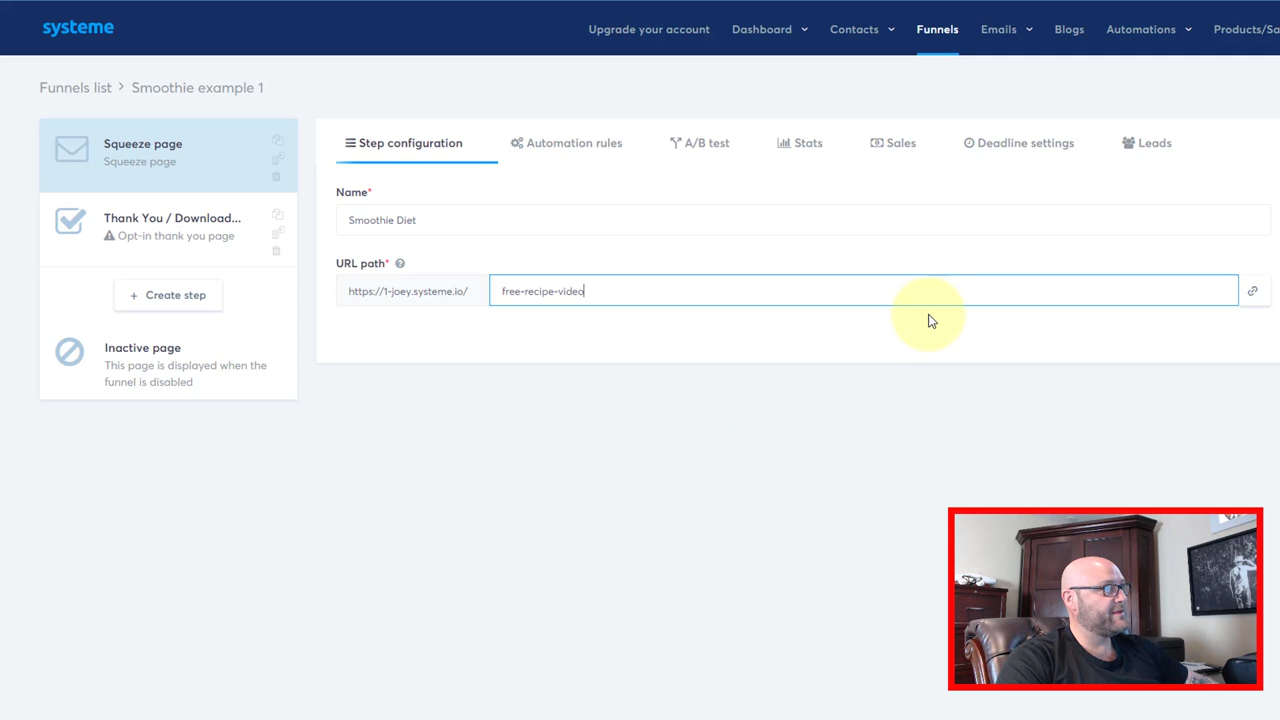 systeme
Upgrade your account Dashboard Contacts Funnels Emails Blogs Automations Products/Sa
Funnels list > Smoothie example 1
Squeeze page
Squeeze page
Thank You / Download...
Opt-in thank you page
+ Create step
Inactive page
This page is displayed when the
funnel is disabled
Step configuration Automation rules A/B test Stats Sales Deadline settings Leads
Name*
Smoothie Diet
URL path* ?
https://1-joey.systeme.io/ free-recipe-video